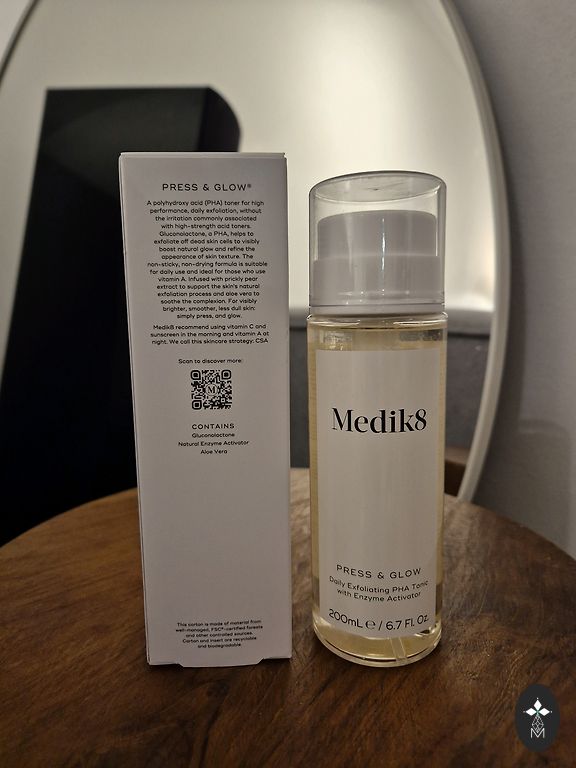 PRESS & GLOW®
A polyhydroxy acid (PHA) toner for high
performance, daily exfoliation, without
the irritation commonly associated
with high-strength acid toners.
Gluconolactone, a PHA, helps to
exfoliate off dead skin cells to visibly
boost natural glow and refine the
appearance of skin texture. The
non-sticky, non-drying formula is suitable
for daily use and ideal for those who use
vitamin A. Infused with prickly pear
extract to support the skin's natural
exfoliation process and aloe vera to
soothe the complexion. For visibly
brighter, smoother, less dull skin:
simply press, and glow.
Medik8 recommend using vitamin C and
sunscreen in the morning and vitamin A at
night. We call this skincare strategy: CSA
Scan to discover more:
M
CONTAINS
Gluconolactone
Natural Enzyme Activator
Aloe Vera
This carton is made of material from
well-managed, FSC®-certified forests
and other controlled sources.
Carton and insert are recyclable
and biodegradable.
Medik8
PRESS & GLOW
Daily Exfoliating PHA Tonic
with Enzyme Activator
200mL ℮ / 6.7 Fl. Oz.
M